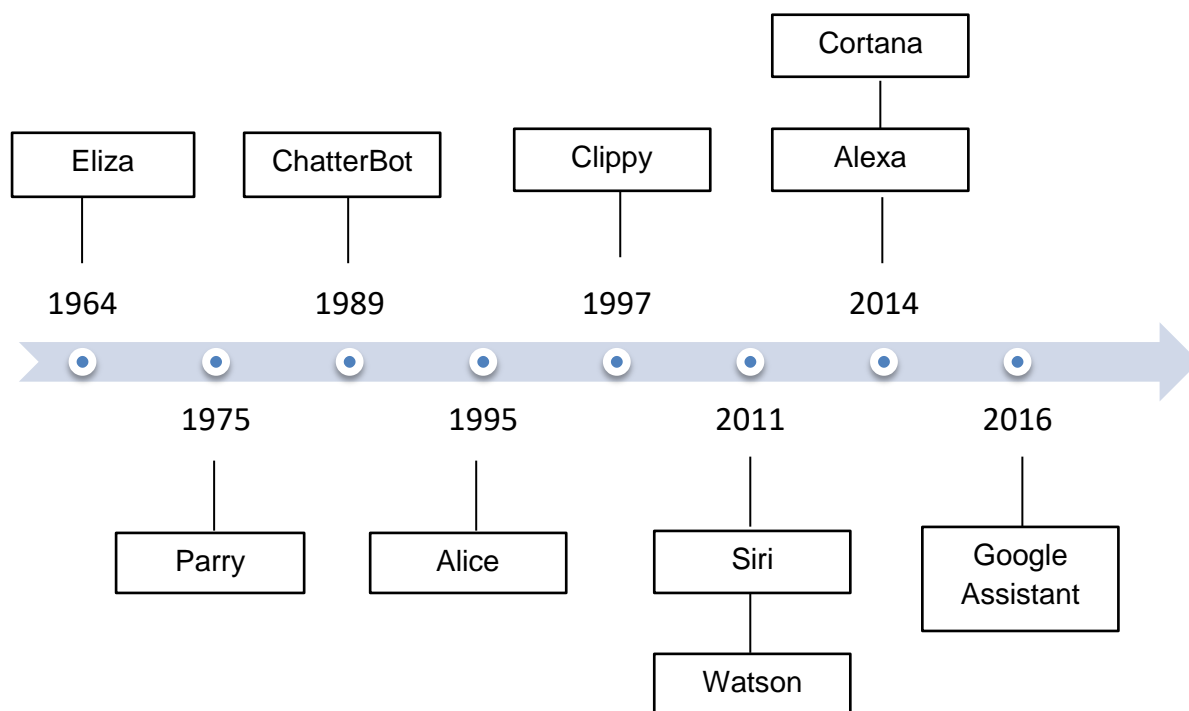 Cortana
Eliza
ChatterBot
Clippy
Alexa
1964
1989
1997
2014
1975
1995
2011
2016
Parry
Alice
Siri
Google
Assistant
Watson